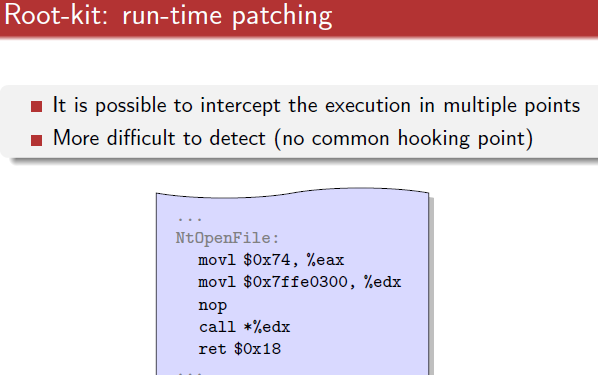 Root-kit: run-time patching
It is possible to intercept the execution in multiple points
More difficult to detect (no common hooking point)
...
NtOpenFile:
movl $0x74, %eax
movl $0x7ffe0300, %edx
nop
call *%edx
ret $0x18
...